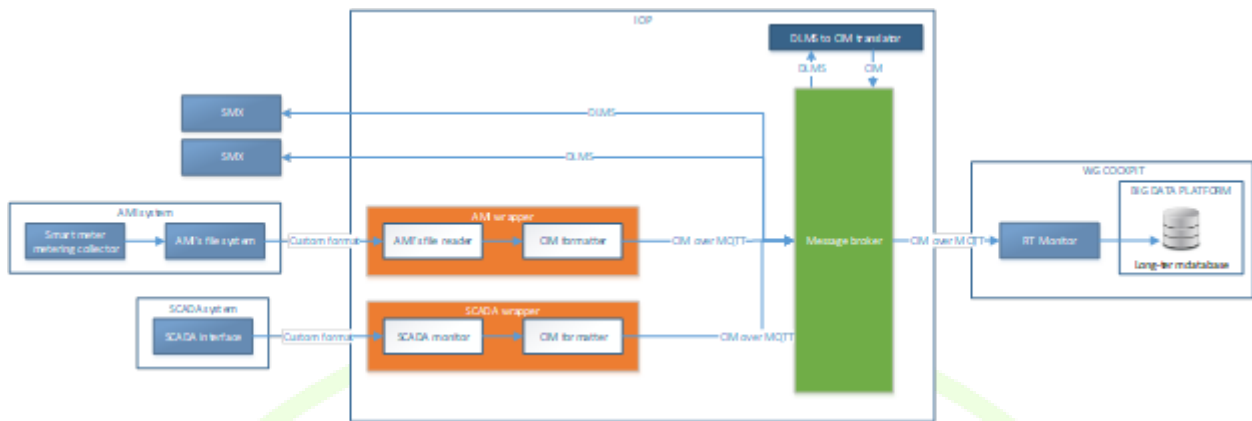 IOP
DLMS to CIM translator
DLMS
CIM
SMX
DLMS
SMX
DLMS
WG COCKPIT
BIG DATA PLATFORM
AMI system
AMI wrapper
Smart meter
metering collector
AMI's file system
Custom format
AMI's file reader
CIM formatter
CIM over MQTT
Message broker
CIM over MQTT
RT Monitor
Long-term database
SCADA system
SCADA wrapper
SCADA interface
Custom format
SCADA monitor
CIM formatter
CIM over MQTT